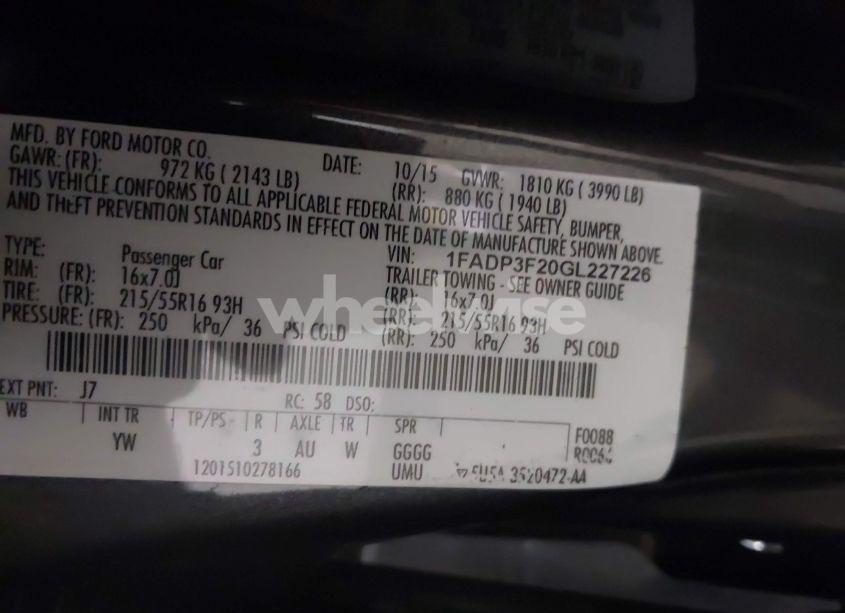 MFD. BY FORD MOTOR CO.
DATE: 10/15 GVWR: 1810 KG ( 3990 LB)
GAWR: (FR): 972 KG ( 2143 LB) (RR): 880 KG ( 1940 LB)
THIS VEHICLE CONFORMS TO ALL APPLICABLE FEDERAL MOTOR VEHICLE SAFETY, BUMPER,
AND THEFT PREVENTION STANDARDS IN EFFECT ON THE DATE OF MANUFACTURE SHOWN ABOVE.
VIN: 1FADP3F20GL227226
TYPE: Passenger Car TRAILER TOWING - SEE OWNER GUIDE
RIM: (FR): 16x7.0J (RR): 16x7.0J
TIRE: (FR): 215/55R16 93H (RR): 215/55R16 93H
PRESSURE: (FR): 250 kPa/ 36 PSI COLD (RR): 250 kPa/ 36 PSI COLD
EXT PNT: J7 RC: 58 DSO:
WB INT TR TP/PS R AXLE TR SPR
YW 3 AU W GGGG
F0088
1201510278166 UMU